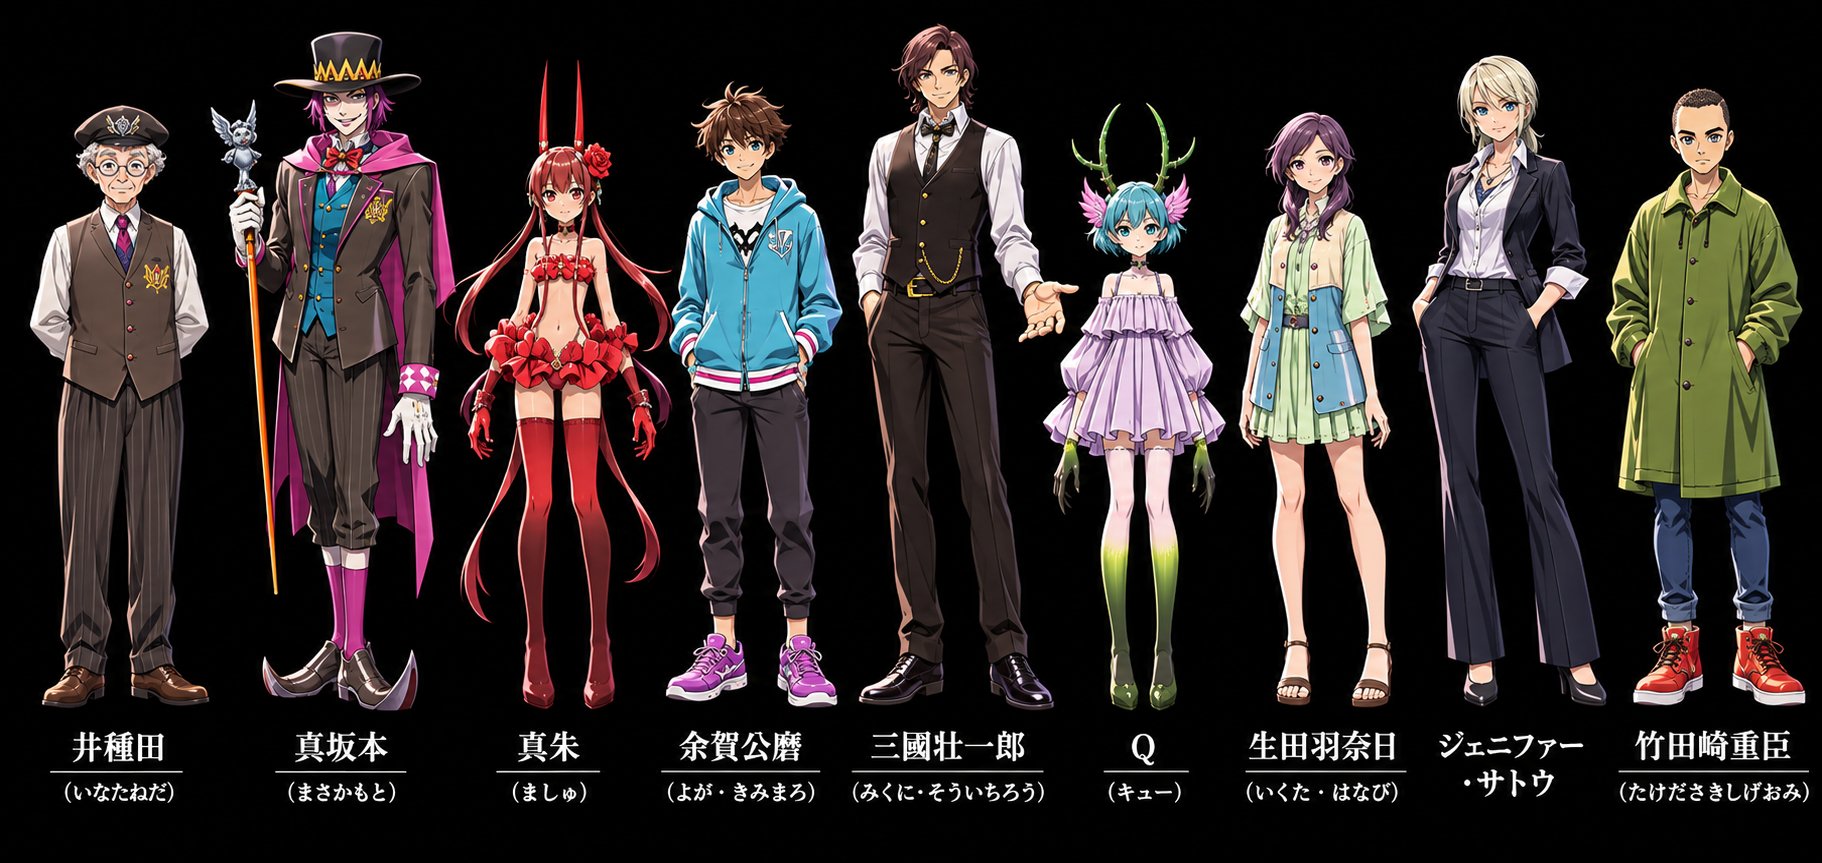 井種田
（いなたねだ）
真坂本
（まさかもと）
真朱
（ましゅ）
余賀公磨
（よが・きみまろ）
三國壮一郎
（みくに・そういちろう）
Q
（キュー）
生田羽奈日
（いくた・はなび）
ジェニファー
・サトウ
竹田崎重臣
（たけださきしげおみ）